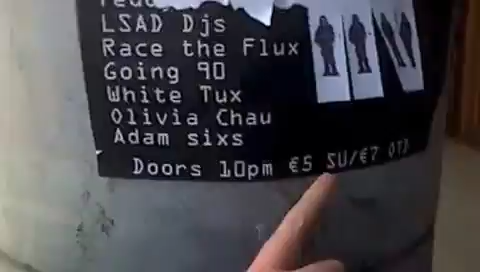 LSAD Djs
Race the Flux
Going 90
White Tux
Olivia Chau
Adam sixs
Doors 10pm €5 SU/€7 OTD